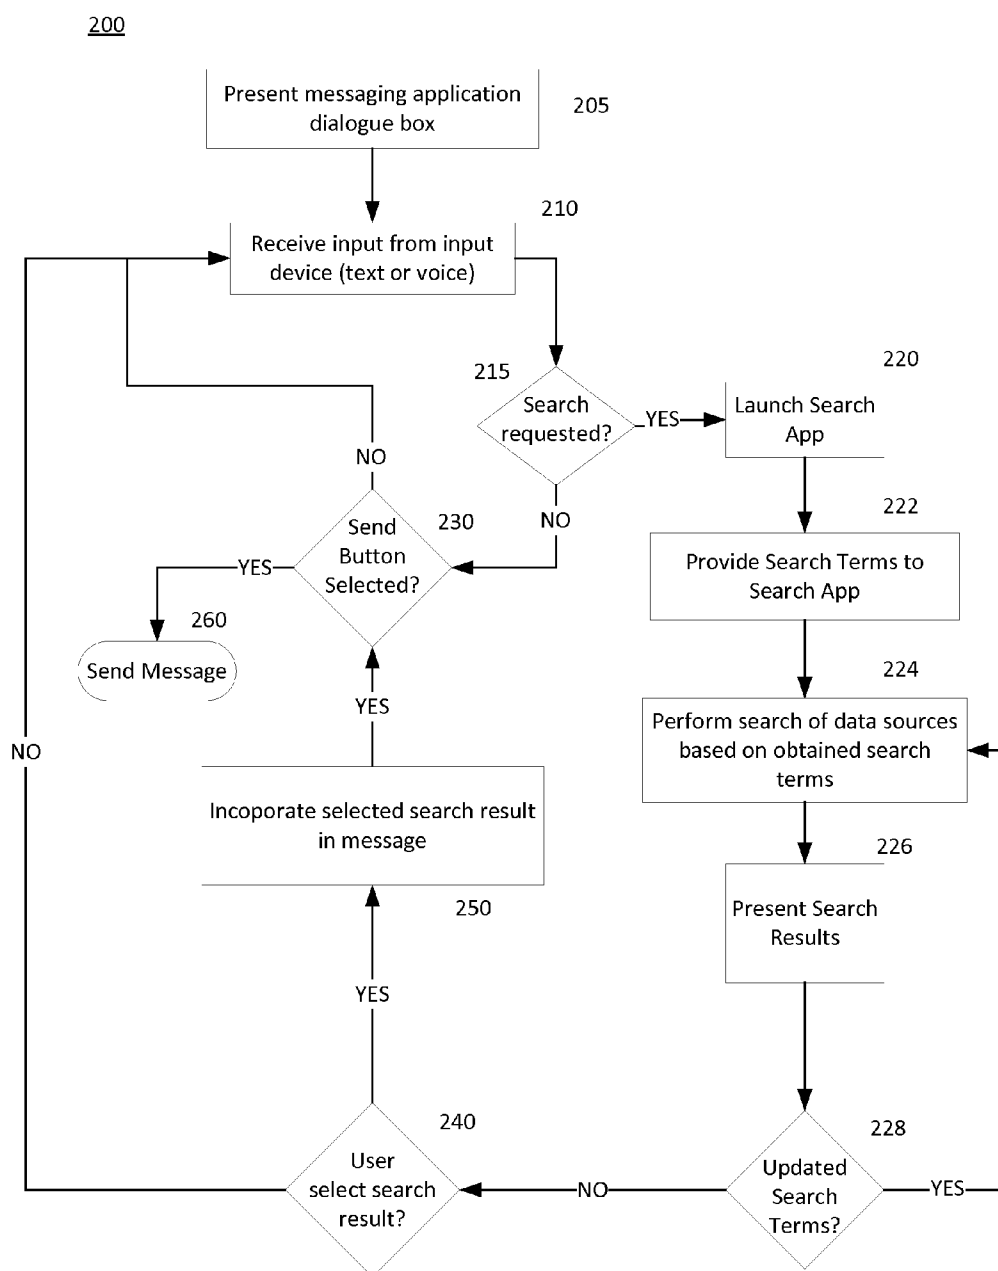 200
Present messaging application
dialogue box
205
210
Receive input from input
device (text or voice)
215
Search
requested?
YES
220
Launch Search
App
NO
NO
222
Provide Search Terms to
Search App
230
Send
Button
Selected?
YES
260
Send Message
224
Perform search of data sources
based on obtained search
terms
YES
NO
226
Present Search
Results
Incoporate selected search result
in message
250
YES
228
Updated
Search
Terms?
YES
NO
240
User
select search
result?